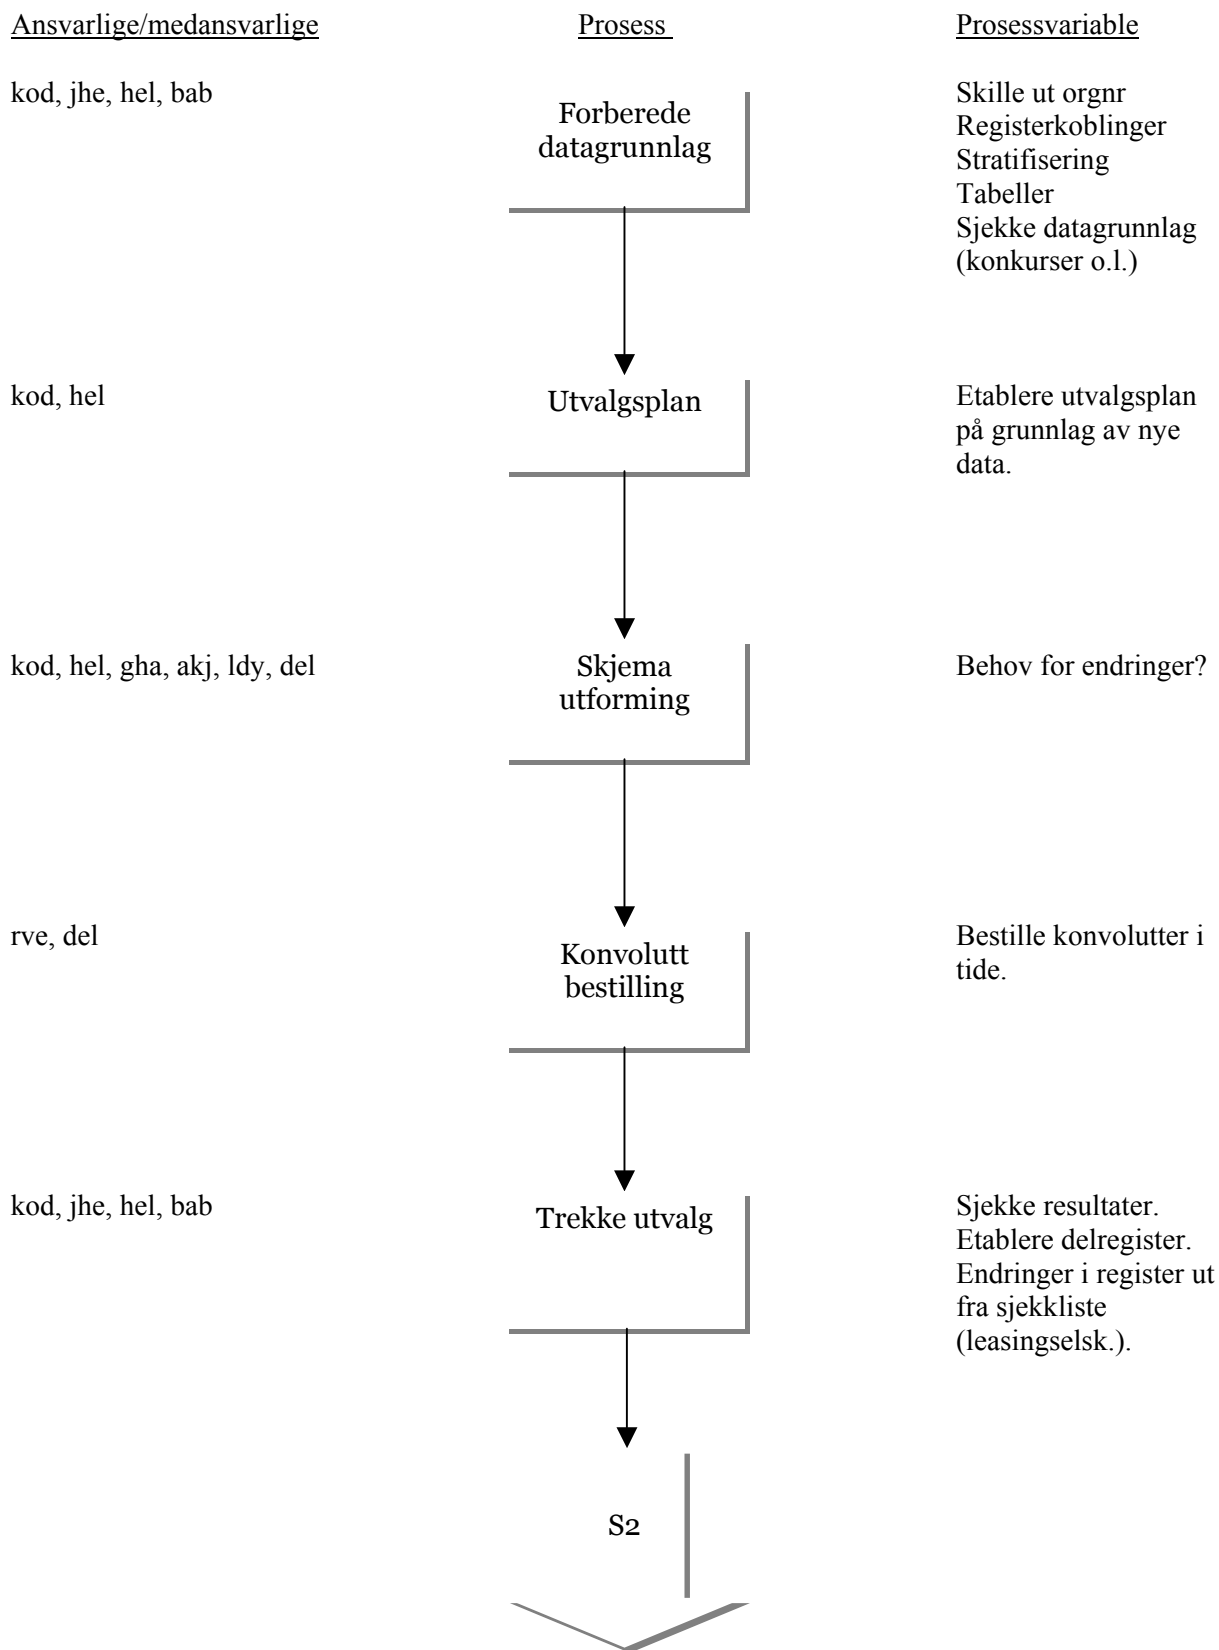 Ansvarlige/medansvarlige
Prosess
Prosessvariable
kod, jhe, hel, bab
Forberede
datagrunnlag
Skille ut orgnr
Registerkoblinger
Stratifisering
Tabeller
Sjekke datagrunnlag
(konkurser o.l.)
kod, hel
Utvalgsplan
Etablere utvalgsplan
på grunnlag av nye
data.
kod, hel, gha, akj, ldy, del
Skjema
utforming
Behov for endringer?
rve, del
Konvolutt
bestilling
Bestille konvolutter i
tide.
kod, jhe, hel, bab
Trekke utvalg
Sjekke resultater.
Etablere delregister.
Endringer i register ut
fra sjekkliste
(leasingselsk.).
S2